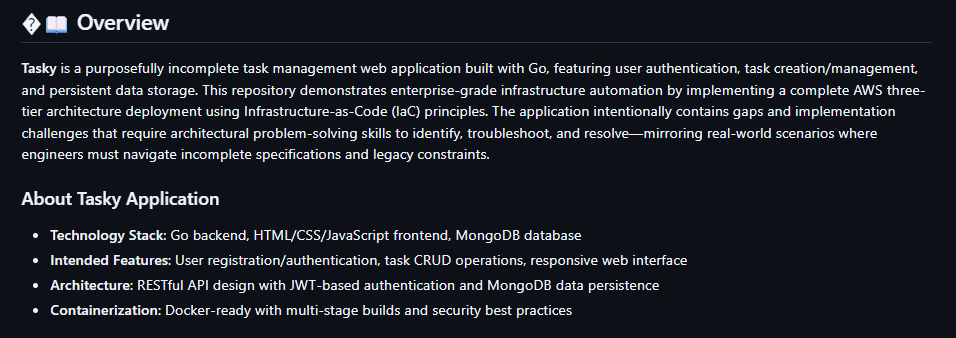 �📖 Overview
Tasky is a purposefully incomplete task management web application built with Go, featuring user authentication, task creation/management,
and persistent data storage. This repository demonstrates enterprise-grade infrastructure automation by implementing a complete AWS three-
tier architecture deployment using Infrastructure-as-Code (IaC) principles. The application intentionally contains gaps and implementation
challenges that require architectural problem-solving skills to identify, troubleshoot, and resolve—mirroring real-world scenarios where
engineers must navigate incomplete specifications and legacy constraints.
About Tasky Application
• Technology Stack: Go backend, HTML/CSS/JavaScript frontend, MongoDB database
• Intended Features: User registration/authentication, task CRUD operations, responsive web interface
• Architecture: RESTful API design with JWT-based authentication and MongoDB data persistence
• Containerization: Docker-ready with multi-stage builds and security best practices